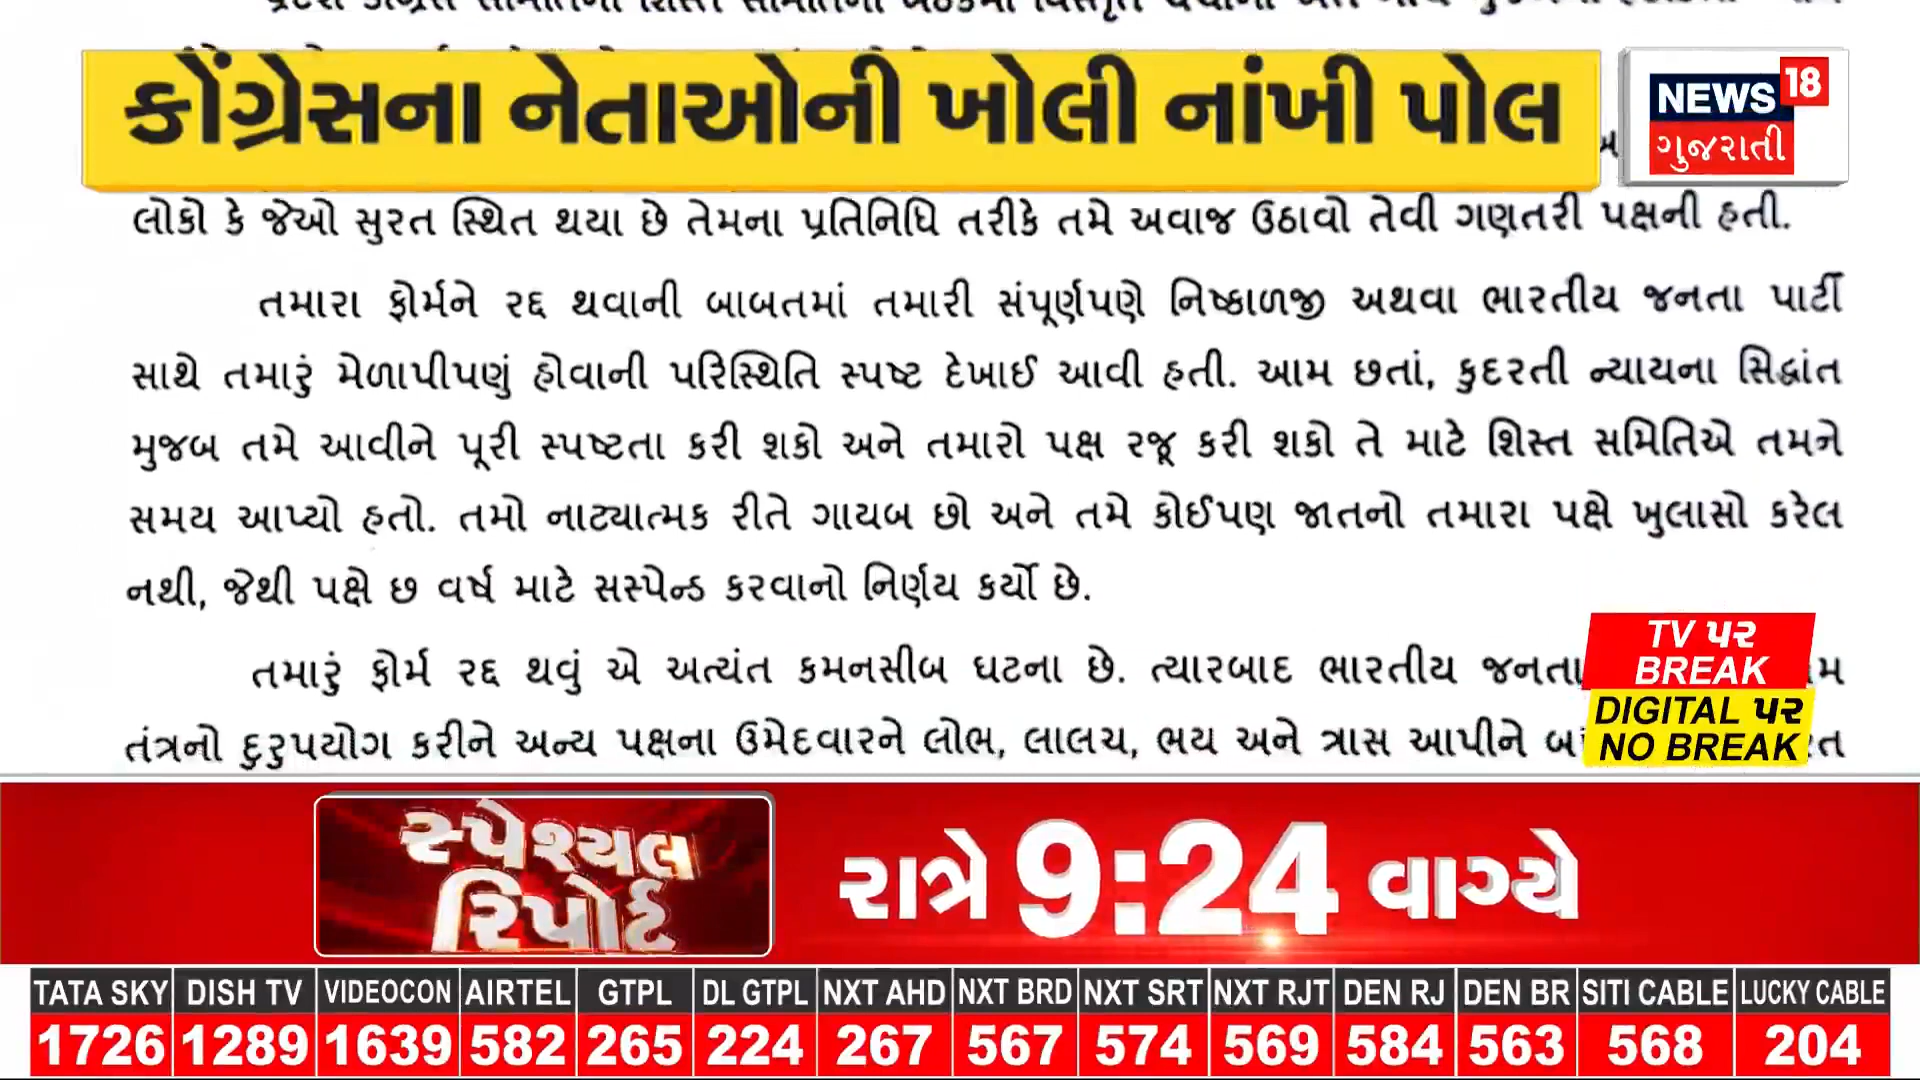 કોંગ્રેસના નેતાઓની ખોલી નાંખી પોલ
NEWS 18
ગુજરાતી
લોકો કે જેઓ સુરત સ્થિત થયા છે તેમના પ્રતિનિધિ તરીકે તમે અવાજ ઉઠાવો તેવી ગણતરી પક્ષની હતી.
તમારા ફોર્મને રદ્દ થવાની બાબતમાં તમારી સંપૂર્ણપણે નિષ્કાળજી અથવા ભારતીય જનતા પાર્ટી
સાથે તમારું મેળાપીપણું હોવાની પરિસ્થિતિ સ્પષ્ટ દેખાઈ આવી હતી. આમ છતાં, કુદરતી ન્યાયના સિદ્ધાંત
મુજબ તમે આવીને પૂરી સ્પષ્ટતા કરી શકો અને તમારો પક્ષ રજૂ કરી શકો તે માટે શિસ્ત સમિતિએ તમને
સમય આપ્યો હતો. તમો નાટ્યાત્મક રીતે ગાયબ છો અને તમે કોઈપણ જાતનો તમારા પક્ષે ખુલાસો કરેલ
નથી, જેથી પક્ષે છ વર્ષ માટે સસ્પેન્ડ કરવાનો નિર્ણય કર્યો છે.
તમારું ફોર્મ રદ્દ થવું એ અત્યંત કમનસીબ ઘટના છે. ત્યારબાદ ભારતીય જનતા
તંત્રનો દુરુપયોગ કરીને અન્ય પક્ષના ઉમેદવારને લોભ, લાલચ, ભય અને ત્રાસ આપીને
TV પર
BREAK
DIGITAL પર
NO BREAK
સ્પેશ્યલ
રિપોર્ટ
રાત્રે 9:24 વાગ્યે
TATA SKY DISH TV VIDEOCON AIRTEL GTPL DL GTPL NXT AHD NXT BRD NXT SRT NXT RJT DEN RJ DEN BR SITI CABLE LUCKY CABLE
1726 1289 1639 582 265 224 267 567 574 569 584 563 568 204